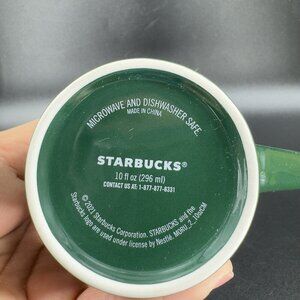 MICROWAVE AND DISHWASHER SAFE.
MADE IN CHINA
STARBUCKS®
10 fl oz (296 ml)
CONTACT US AT: 1-877-877-8331
© 2021 Starbucks Corporation. STARBUCKS and the
Starbucks logo are used under license by Nestlé.